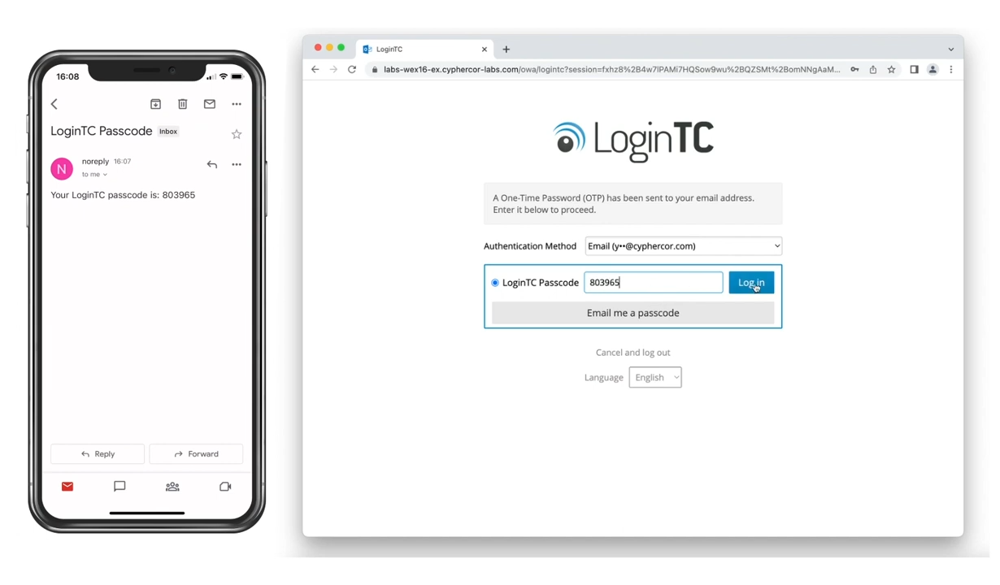 16:08
LoginTC Passcode Inbox
N
noreply 16:07
to me
Your LoginTC passcode is: 803965
Reply
Forward
LoginTC
labs-wex16-ex.cyphercor-labs.com/owa/logintc?session=fxhz8%2B4w7lPAMi7HQSow9wu%2BQZSMt%2BomNNgAaM...
LoginTC
A One-Time Password (OTP) has been sent to your email address.
Enter it below to proceed.
Authentication Method Email (y••@cyphercor.com)
LoginTC Passcode 803965 Log in
Email me a passcode
Cancel and log out
Language English